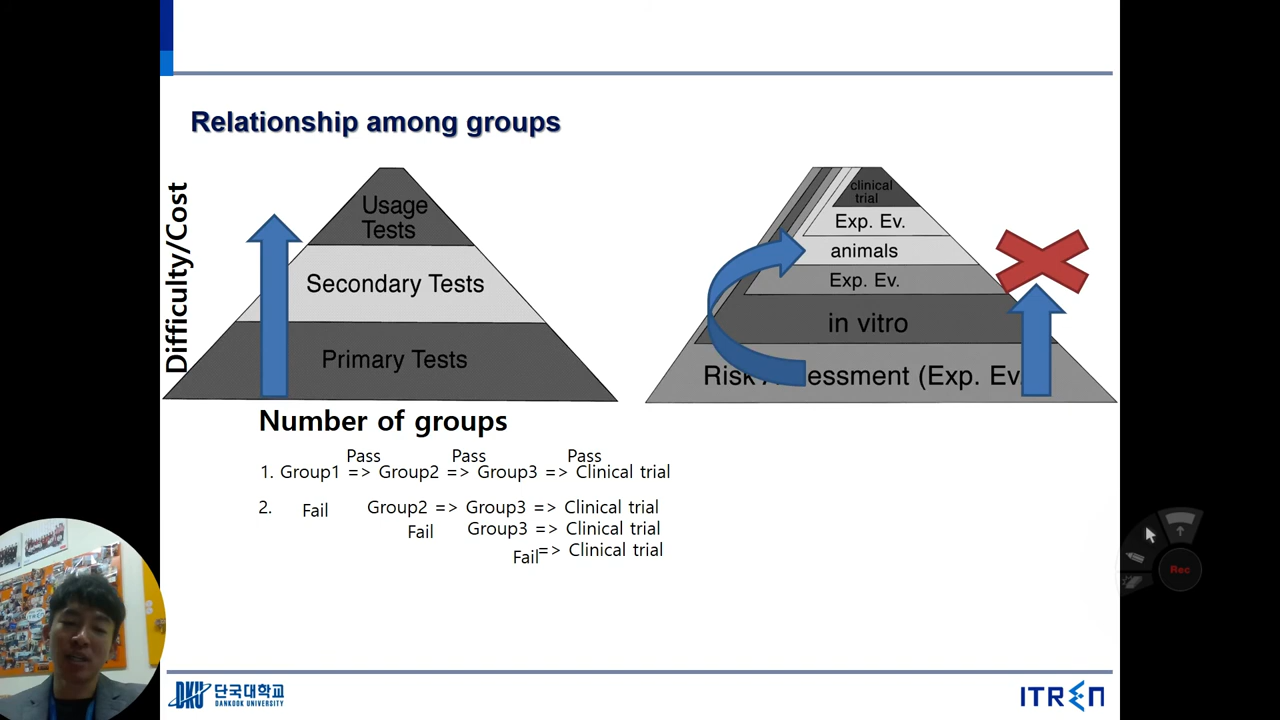 Relationship among groups
Difficulty/Cost
Usage
Tests
Secondary Tests
Primary Tests
clinical
trial
Exp. Ev.
animals
Exp. Ev.
in vitro
Risk Assessment (Exp. Ev.
Number of groups
Pass Pass Pass
1. Group1 => Group2 => Group3 => Clinical trial
2. Fail Group2 => Group3 => Clinical trial
Fail Group3 => Clinical trial
Fail => Clinical trial
Rec
DKU 단국대학교
DANKOOK UNIVERSITY
ITREN